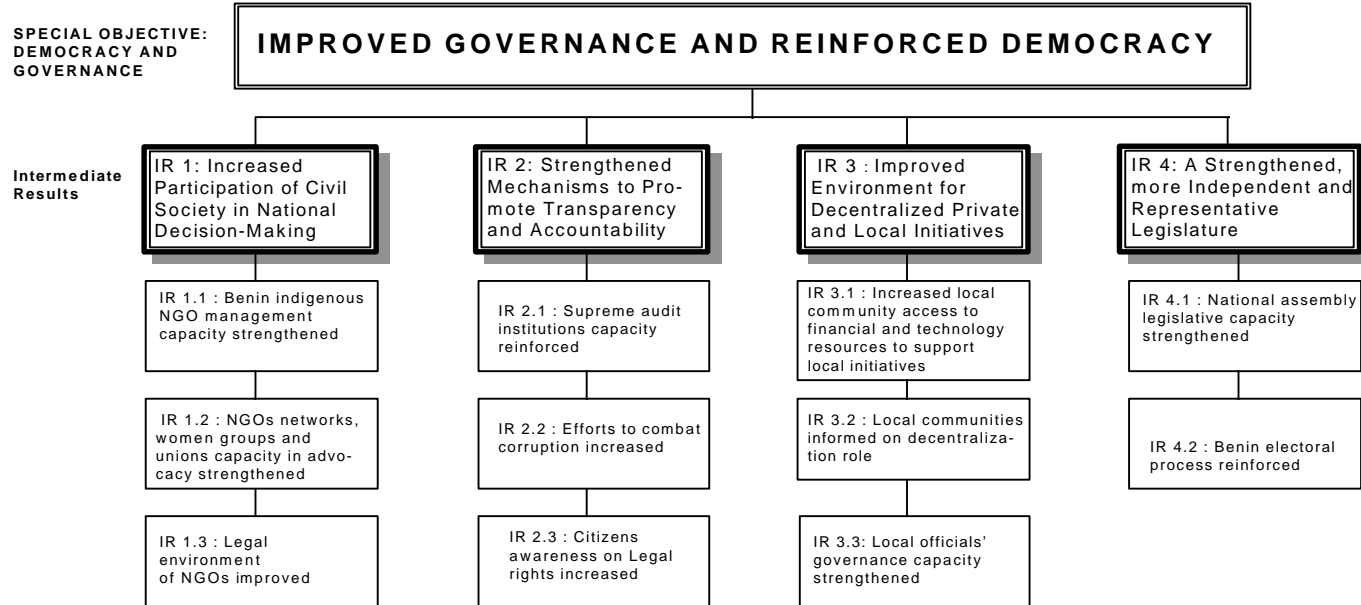 SPECIAL OBJECTIVE:
DEMOCRACY AND
GOVERNANCE
IMPROVED GOVERNANCE AND REINFORCED DEMOCRACY
Intermediate
Results
IR 1: Increased
Participation of Civil
Society in National
Decision-Making
IR 2: Strengthened
Mechanisms to Pro-
mote Transparency
and Accountability
IR 3 : Improved
Environment for
Decentralized Private
and Local Initiatives
IR 4: A Strengthened,
more Independent and
Representative
Legislature
IR 1.1 : Benin indigenous
NGO management
capacity strengthened
IR 2.1 : Supreme audit
institutions capacity
reinforced
IR 3.1 : Increased local
community access to
financial and technology
resources to support
local initiatives
IR 4.1 : National assembly
legislative capacity
strengthened
IR 1.2 : NGOs networks,
women groups and
unions capacity in advo-
cacy strengthened
IR 2.2 : Efforts to combat
corruption increased
IR 3.2 : Local communities
informed on decentraliza-
tion role
IR 4.2 : Benin electoral
process reinforced
IR 1.3 : Legal
environment
of NGOs improved
IR 2.3 : Citizens
awareness on Legal
rights increased
IR 3.3: Local officials’
governance capacity
strengthened